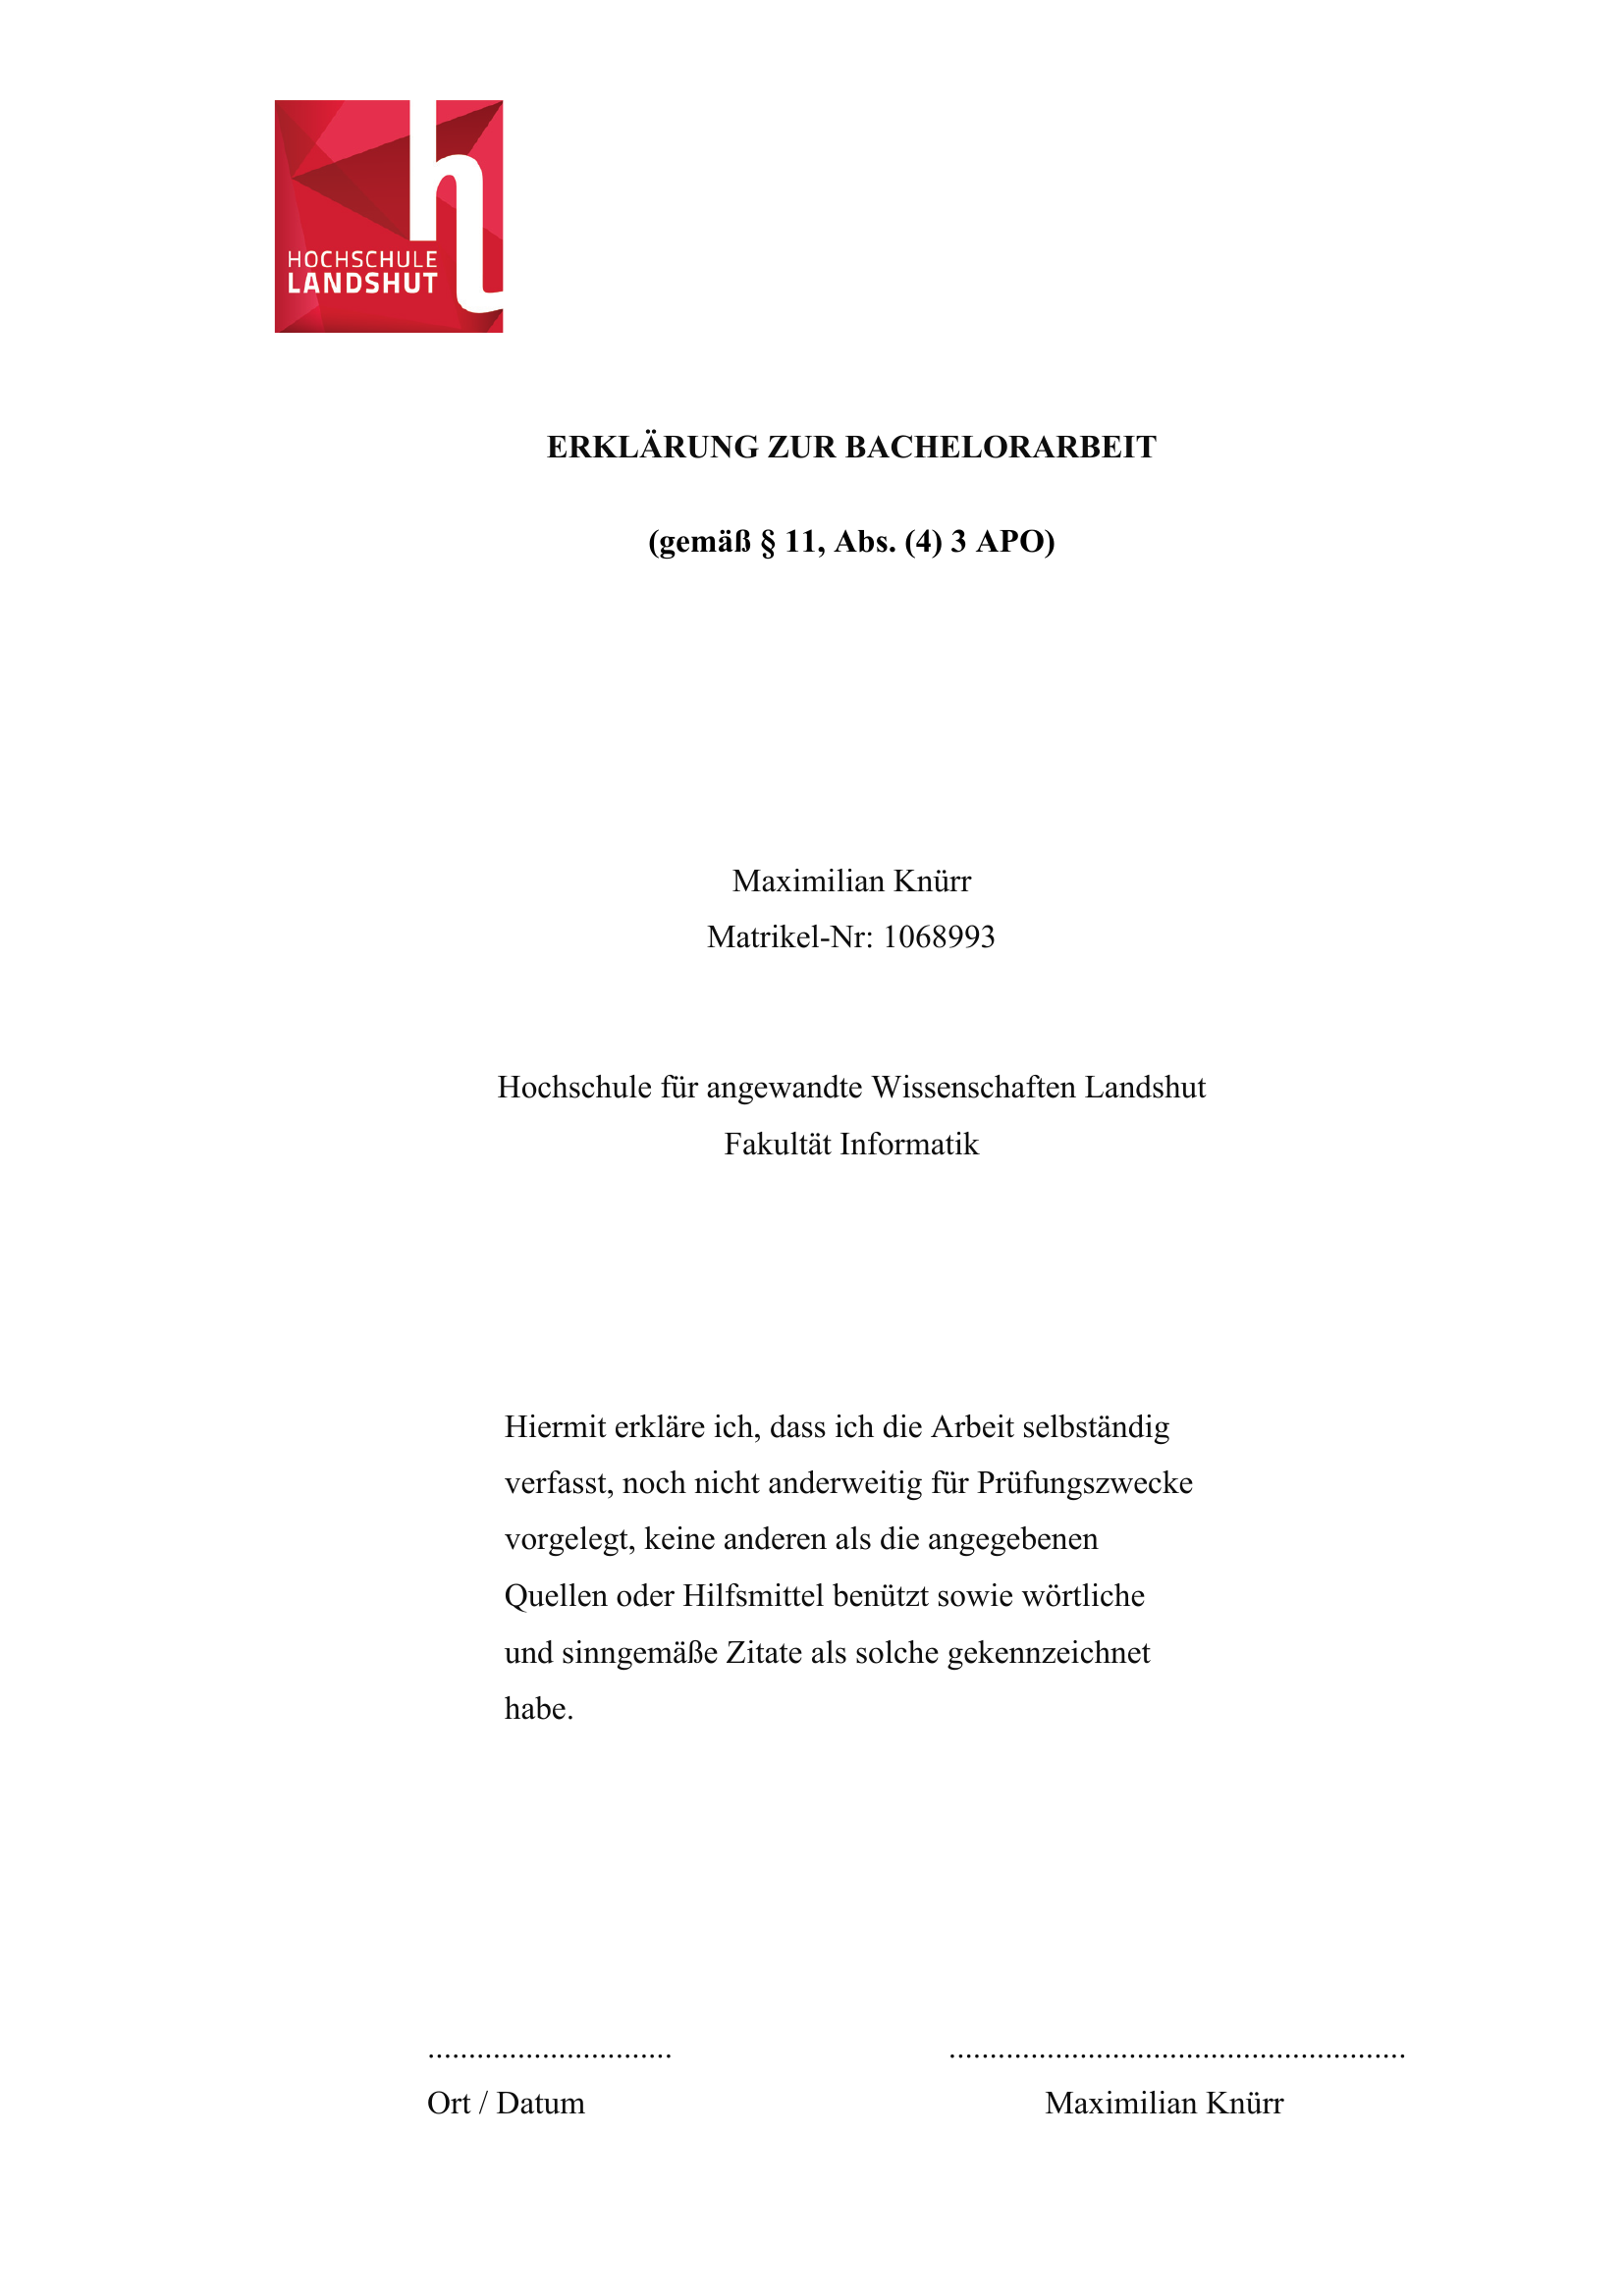 HOCHSCHULE
LANDSHUT
ERKLÄRUNG ZUR BACHELORARBEIT
(gemäß § 11, Abs. (4) 3 APO)
Maximilian Knürr
Matrikel-Nr: 1068993
Hochschule für angewandte Wissenschaften Landshut
Fakultät Informatik
Hiermit erkläre ich, dass ich die Arbeit selbständig
verfasst, noch nicht anderweitig für Prüfungszwecke
vorgelegt, keine anderen als die angegebenen
Quellen oder Hilfsmittel benützt sowie wörtliche
und sinngemäße Zitate als solche gekennzeichnet
habe.
.............................. ........................................................
Ort / Datum Maximilian Knürr